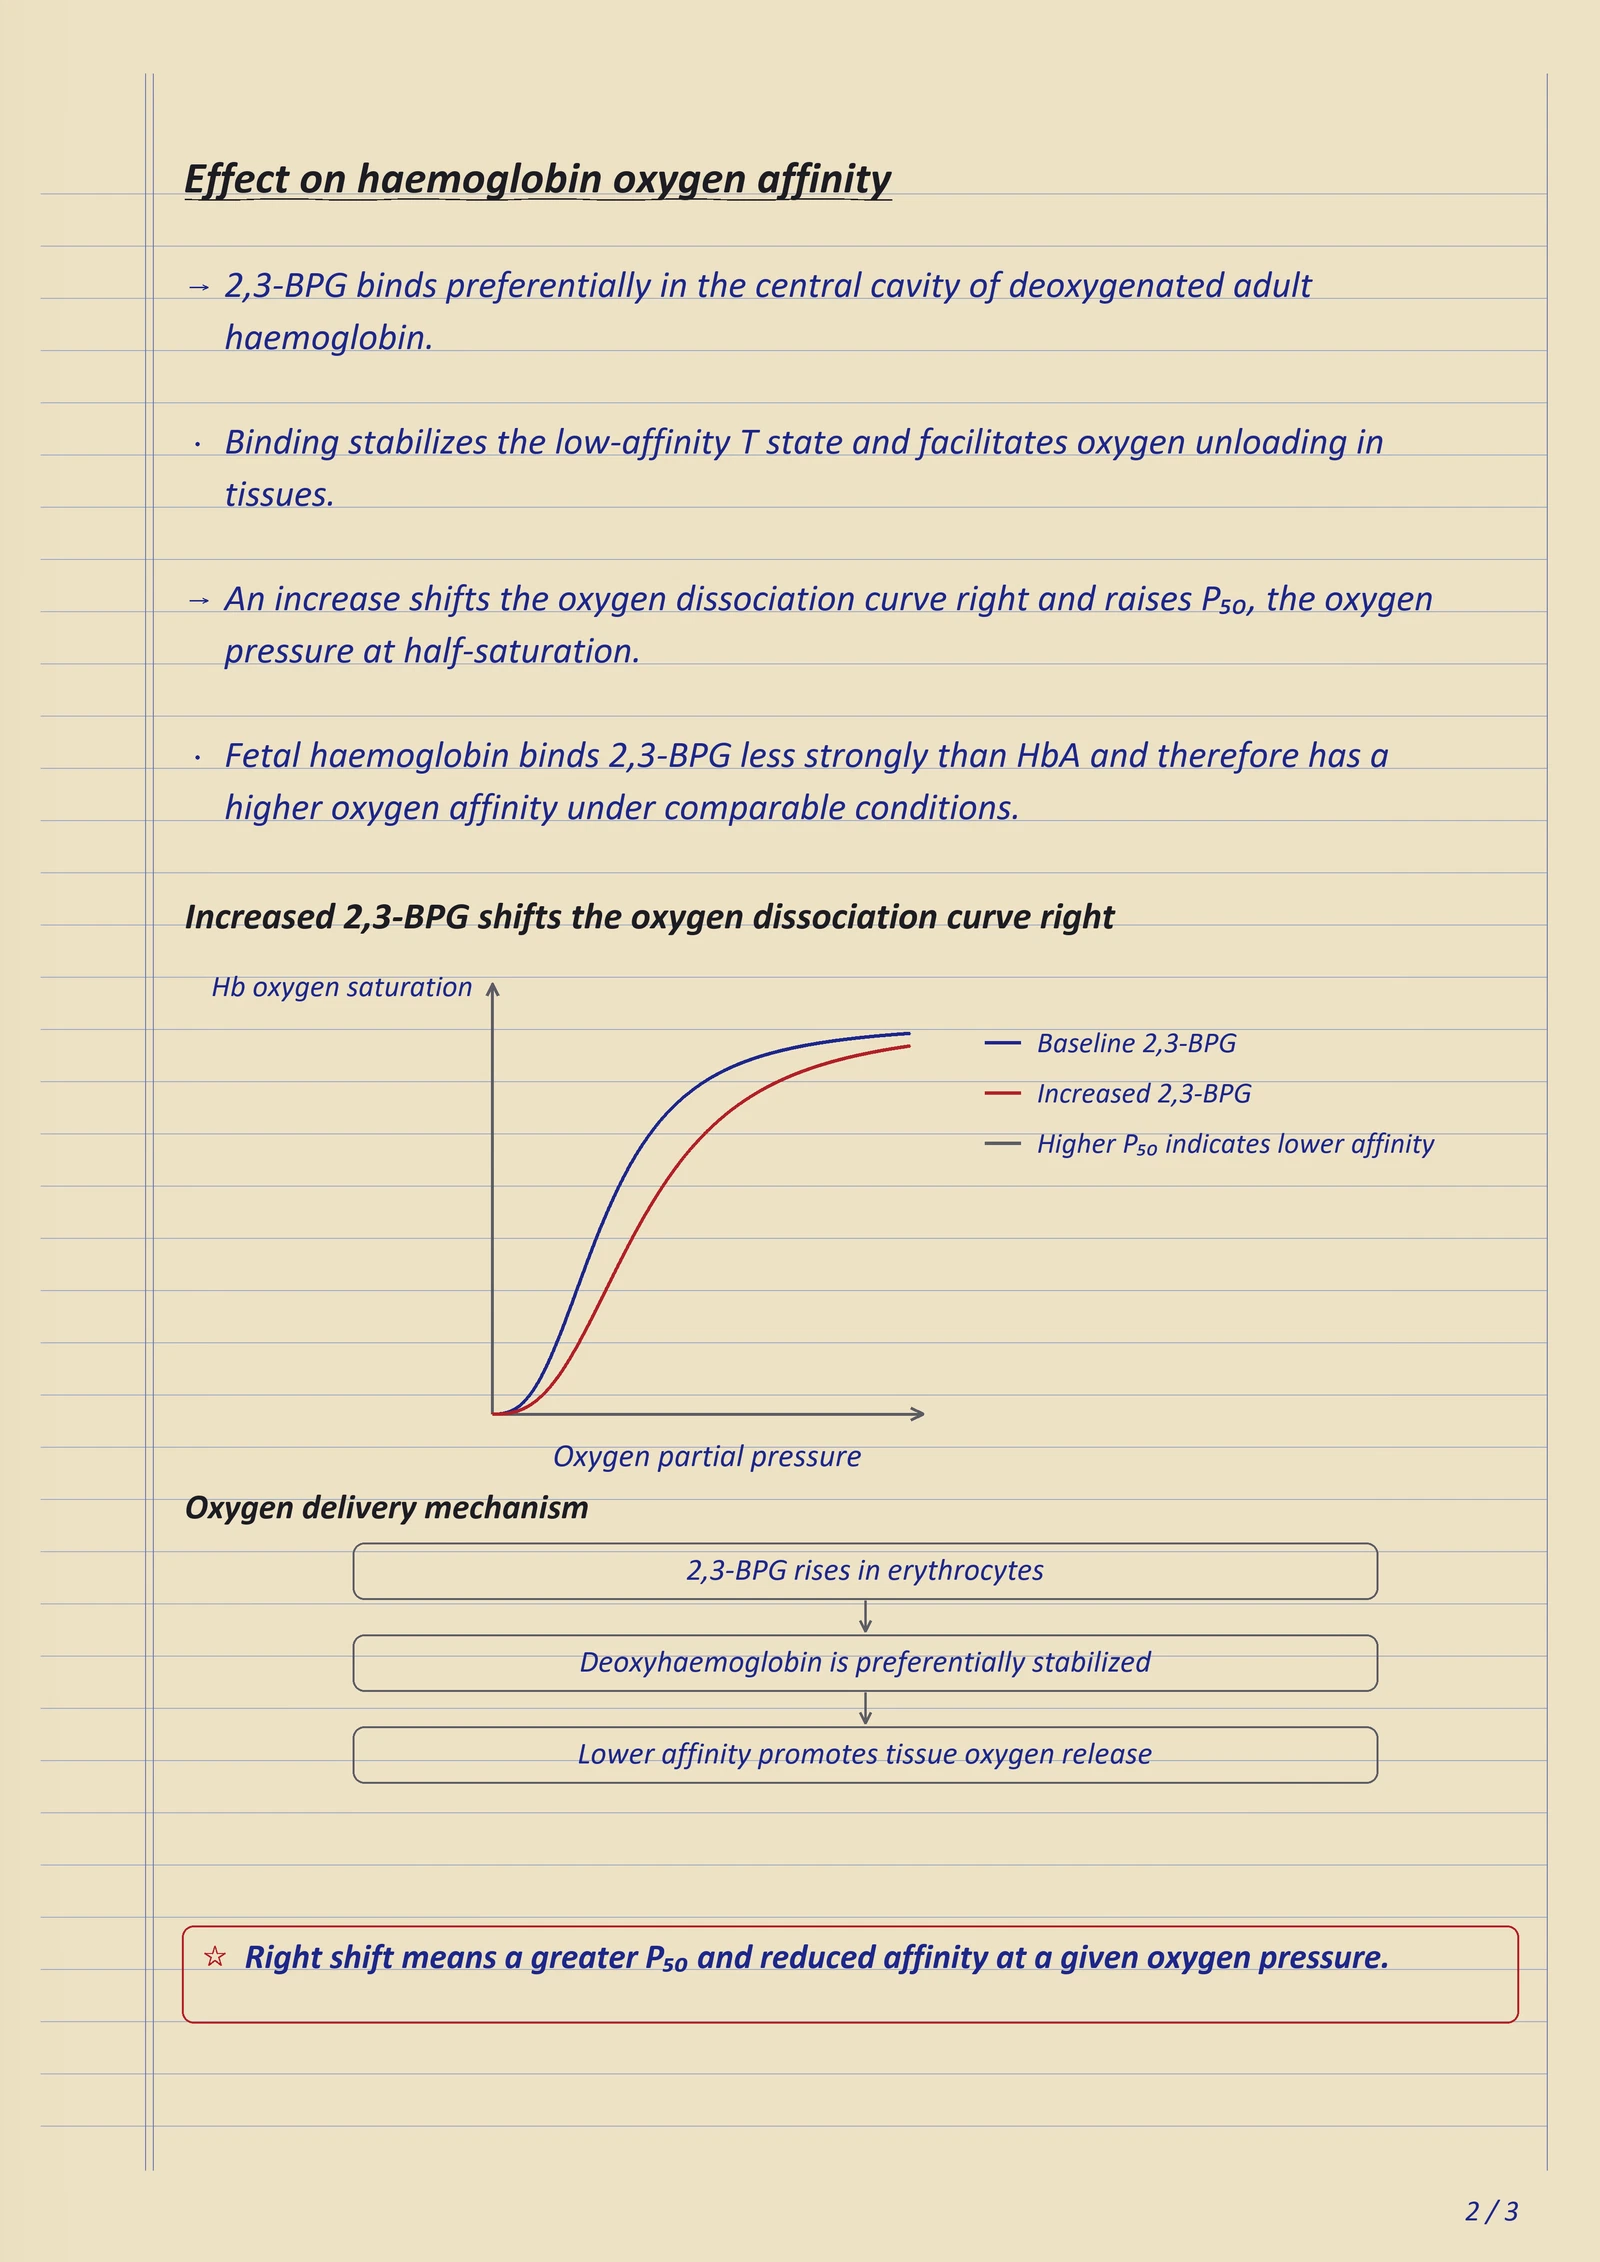 Effect on haemoglobin oxygen affinity
→ 2,3-BPG binds preferentially in the central cavity of deoxygenated adult
haemoglobin.
· Binding stabilizes the low-affinity T state and facilitates oxygen unloading in
tissues.
→ An increase shifts the oxygen dissociation curve right and raises P₅₀, the oxygen
pressure at half-saturation.
· Fetal haemoglobin binds 2,3-BPG less strongly than HbA and therefore has a
higher oxygen affinity under comparable conditions.
Increased 2,3-BPG shifts the oxygen dissociation curve right
Hb oxygen saturation
Baseline 2,3-BPG
Increased 2,3-BPG
Higher P₅₀ indicates lower affinity
Oxygen partial pressure
Oxygen delivery mechanism
2,3-BPG rises in erythrocytes
Deoxyhaemoglobin is preferentially stabilized
Lower affinity promotes tissue oxygen release
☆ Right shift means a greater P₅₀ and reduced affinity at a given oxygen pressure.
2 / 3